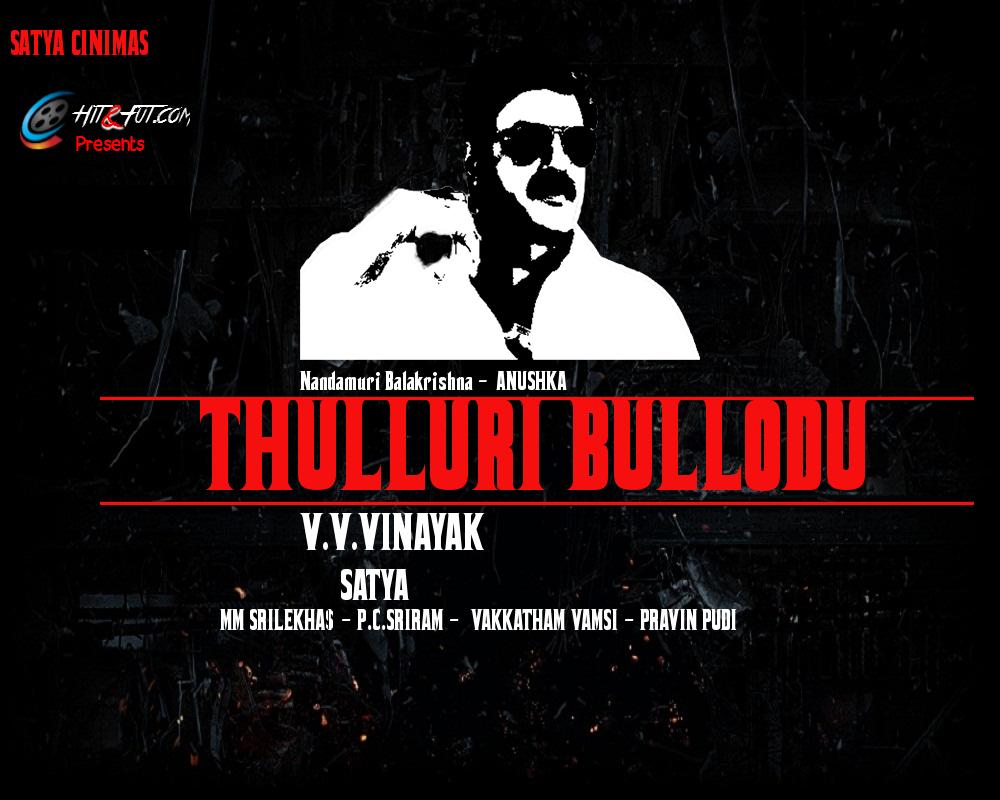 SATYA CINIMAS
HIT&FUT.COM
Presents
Nandamuri Balakrishna - ANUSHKA
THULLURI BULLODU
V.V.VINAYAK
SATYA
MM SRILEKHA$ - P.C.SRIRAM - VAKKATHAM VAMSI - PRAVIN PUDI